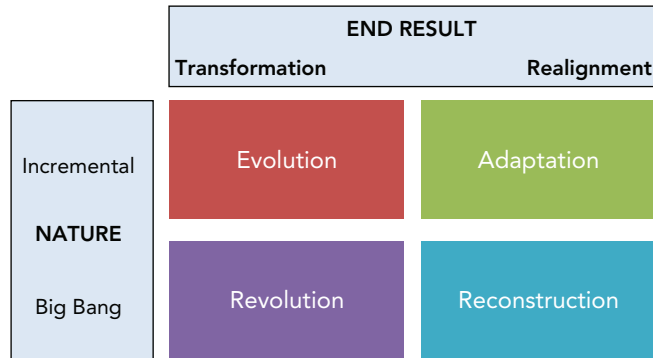 END RESULT
Transformation Realignment
Incremental
Evolution Adaptation
NATURE
Big Bang
Revolution Reconstruction